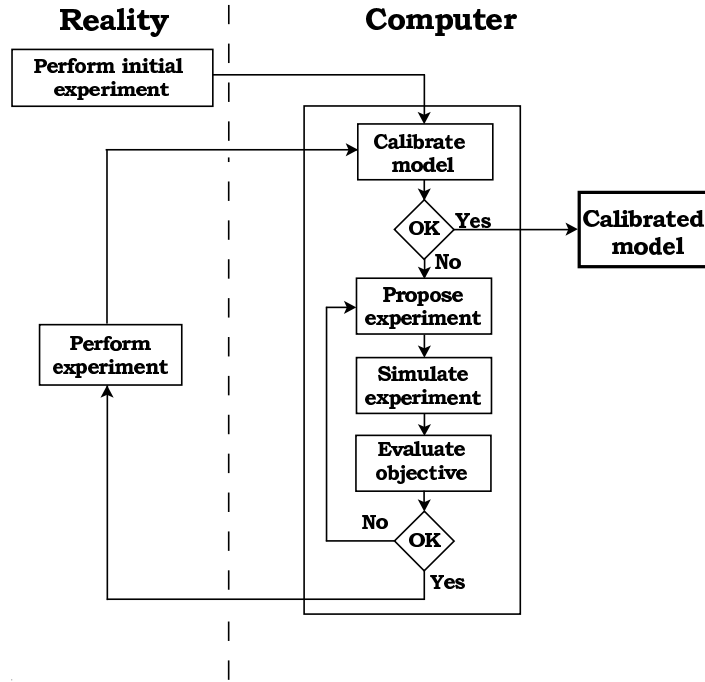 Reality
Computer
Perform initial
experiment
Calibrate
model
OK
Yes
Calibrated
model
No
Propose
experiment
Perform
experiment
Simulate
experiment
Evaluate
objective
No
OK
Yes